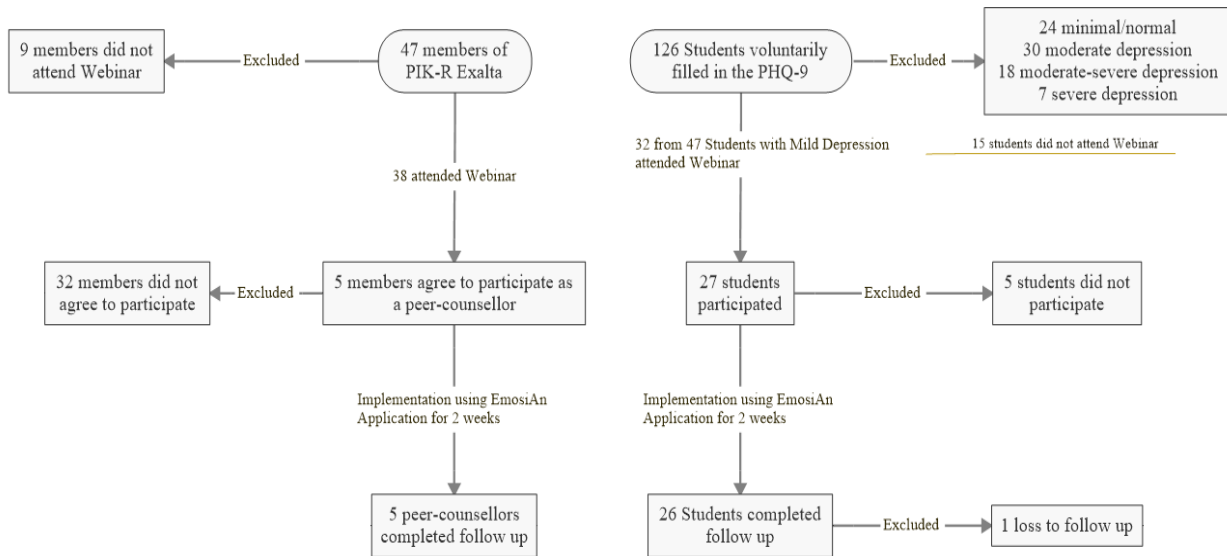 9 members did not
attend Webinar
Excluded
47 members of
PIK-R Exalta
38 attended Webinar
32 members did not
agree to participate
Excluded
5 members agree to participate as
a peer-counsellor
Implementation using EmosiAn
Application for 2 weeks
5 peer-counsellors
completed follow up
126 Students voluntarily
filled in the PHQ-9
Excluded
24 minimal/normal
30 moderate depression
18 moderate-severe depression
7 severe depression
32 from 47 Students with Mild Depression
attended Webinar
15 students did not attend Webinar
27 students
participated
Excluded
5 students did not
participate
Implementation using EmosiAn
Application for 2 weeks
26 Students completed
follow up
Excluded
1 loss to follow up